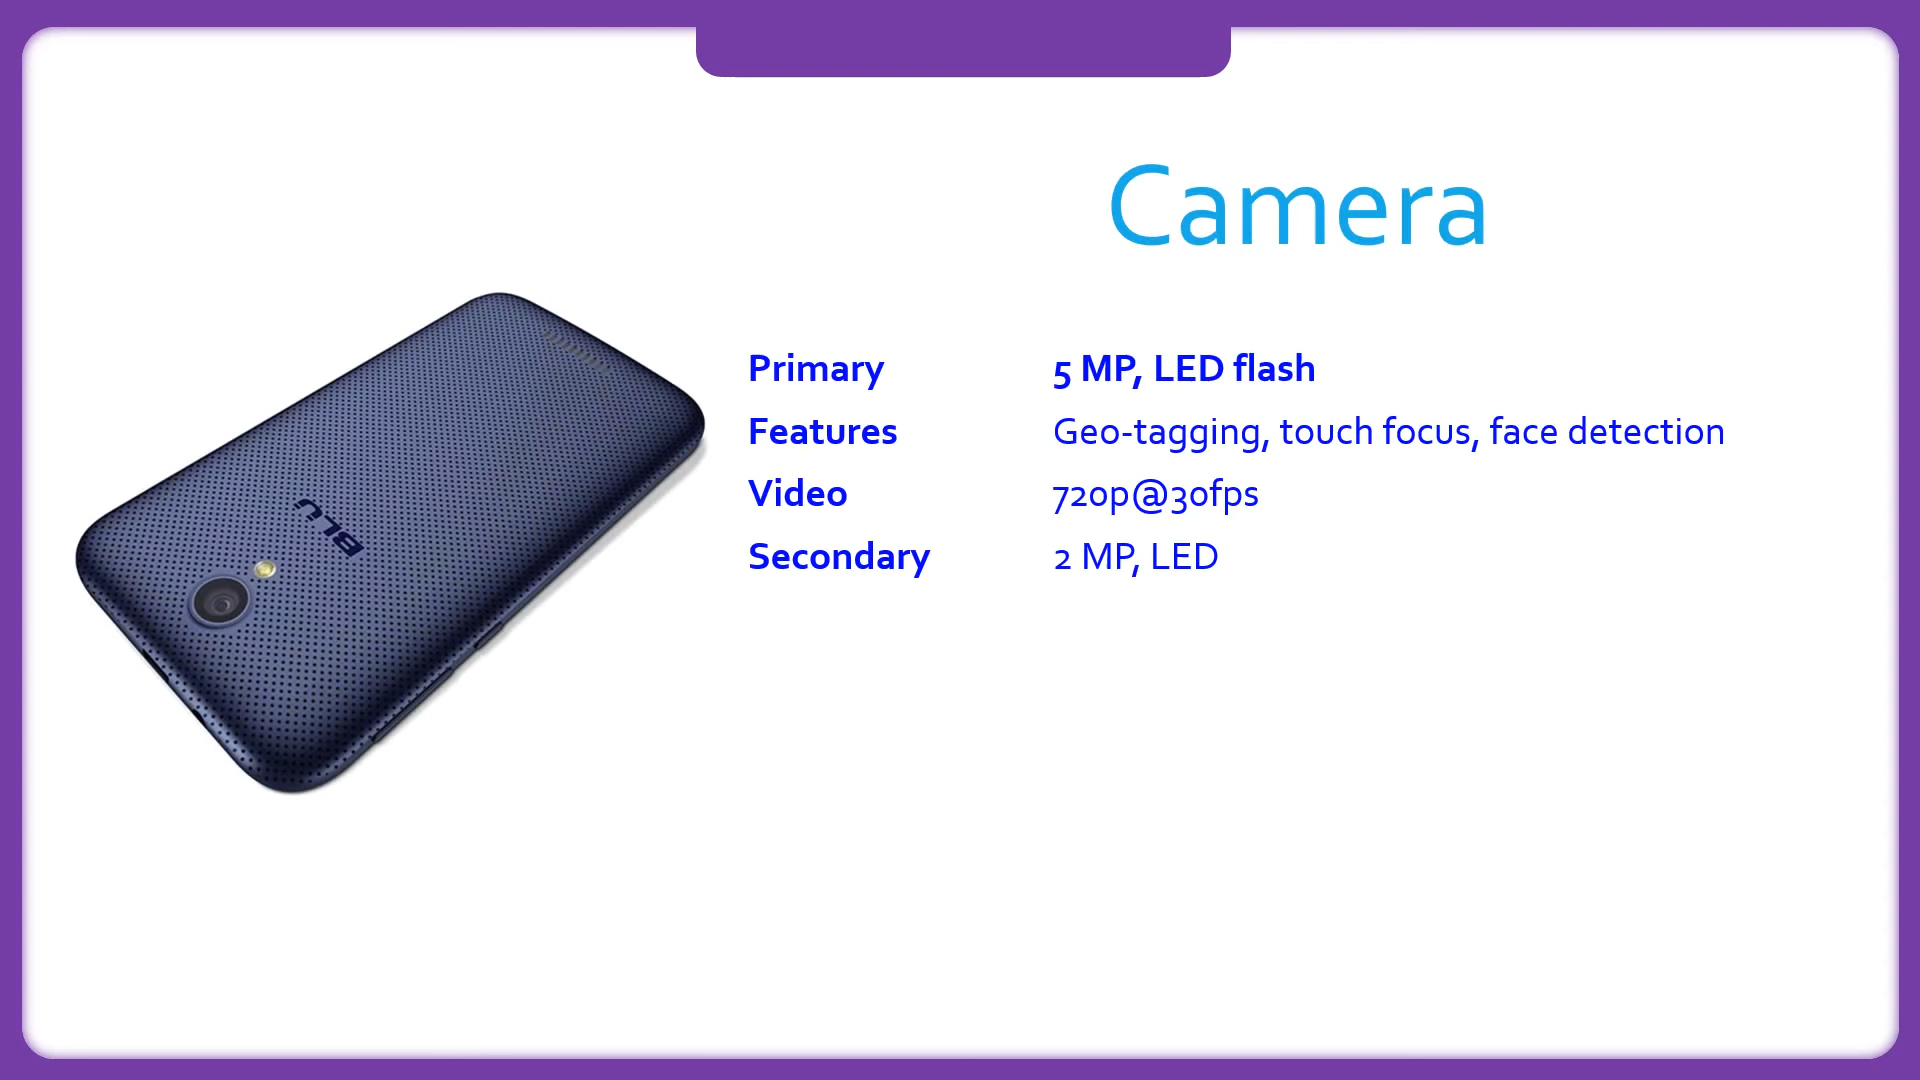 Camera
Primary 5 MP, LED flash
Features Geo-tagging, touch focus, face detection
Video 720p@30fps
Secondary 2 MP, LED
BLU